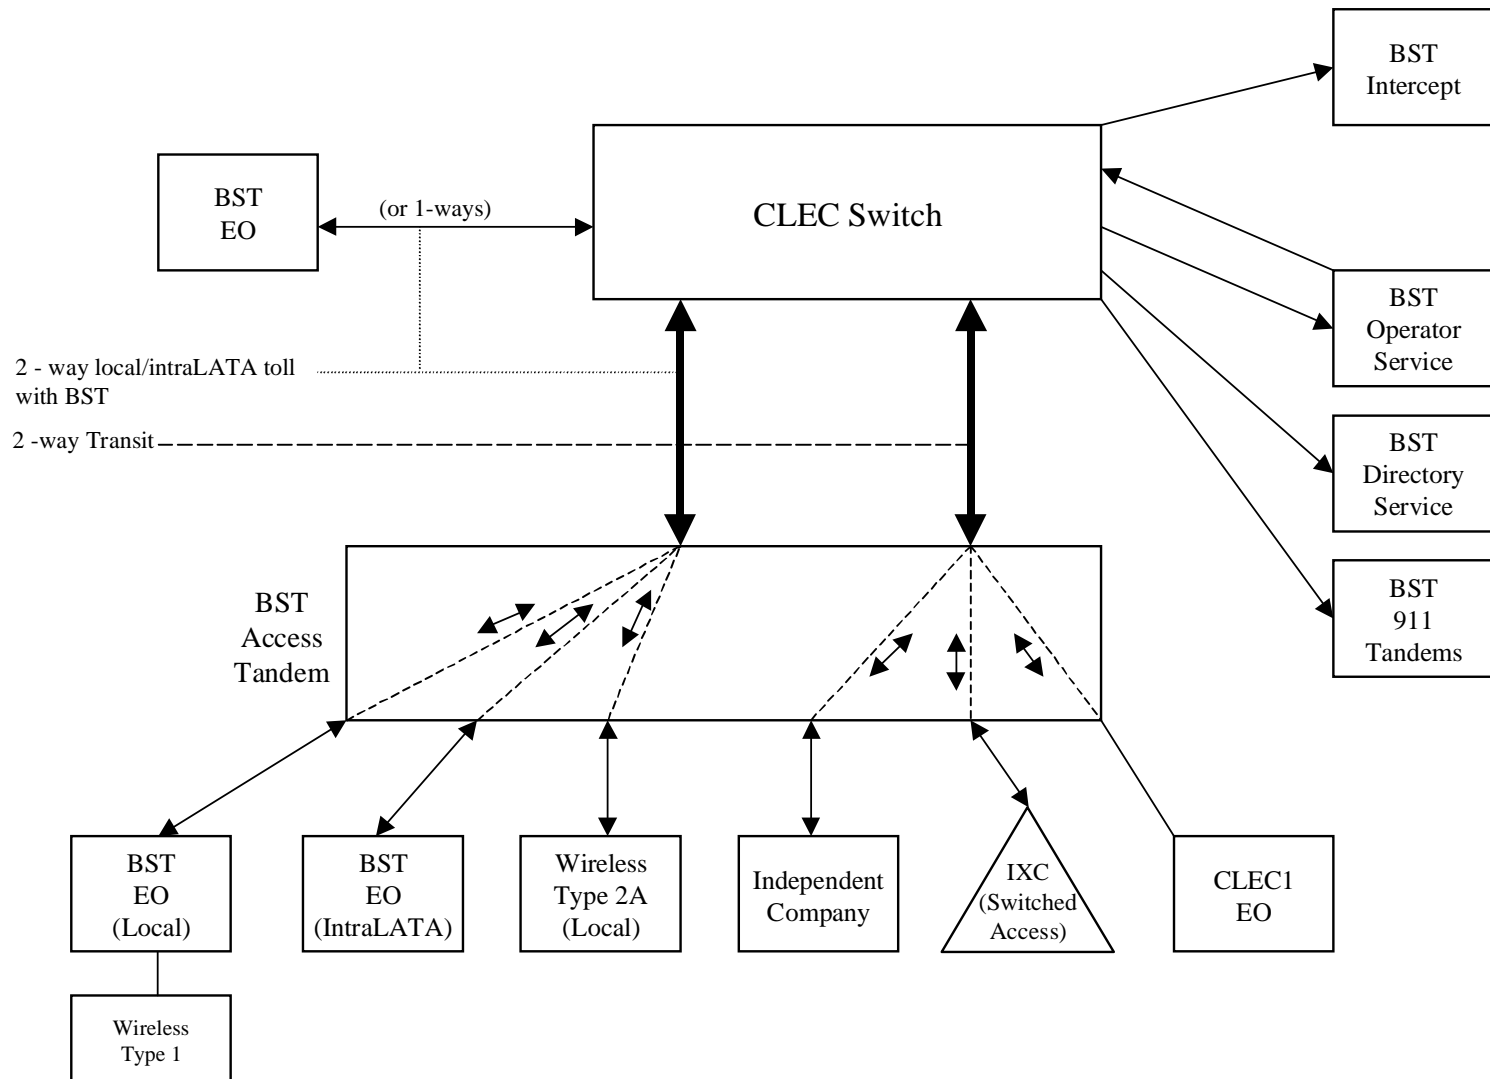 BST
Intercept
BST
EO
(or 1-ways)
CLEC Switch
BST
Operator
Service
2 - way local/intraLATA toll
with BST
2 -way Transit
BST
Directory
Service
BST
911
Tandems
BST
Access
Tandem
BST
EO
(Local)
BST
EO
(IntraLATA)
Wireless
Type 2A
(Local)
Independent
Company
IXC
(Switched
Access)
CLEC1
EO
Wireless
Type 1